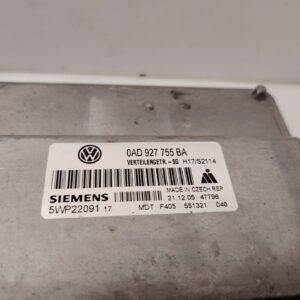 0AD 927 755 BA
VERTEILERGETR.-SG H17/S2114
MADE IN CZECH REP
SIEMENS 21.12.05 47796
5WP22091 17 MDT F405 551321 040